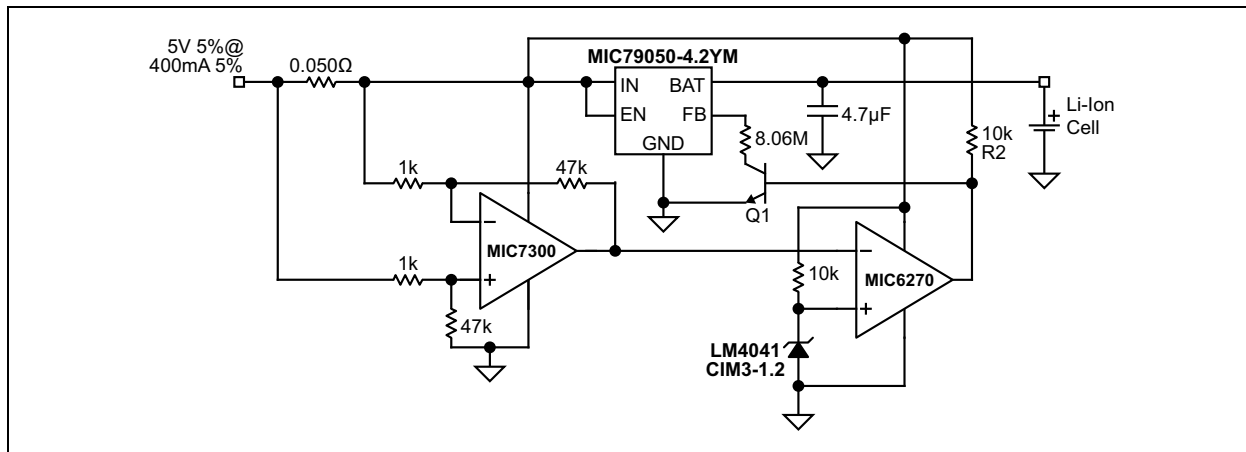 5V 5%@
400mA 5%
0.050Ω
MIC79050-4.2YM
IN
BAT
EN
FB
GND
8.06M
4.7µF
Li-Ion
Cell
+
10k
R2
1k
47k
Q1
−
MIC7300
+
1k
47k
10k
−
MIC6270
+
LM4041
CIM3-1.2